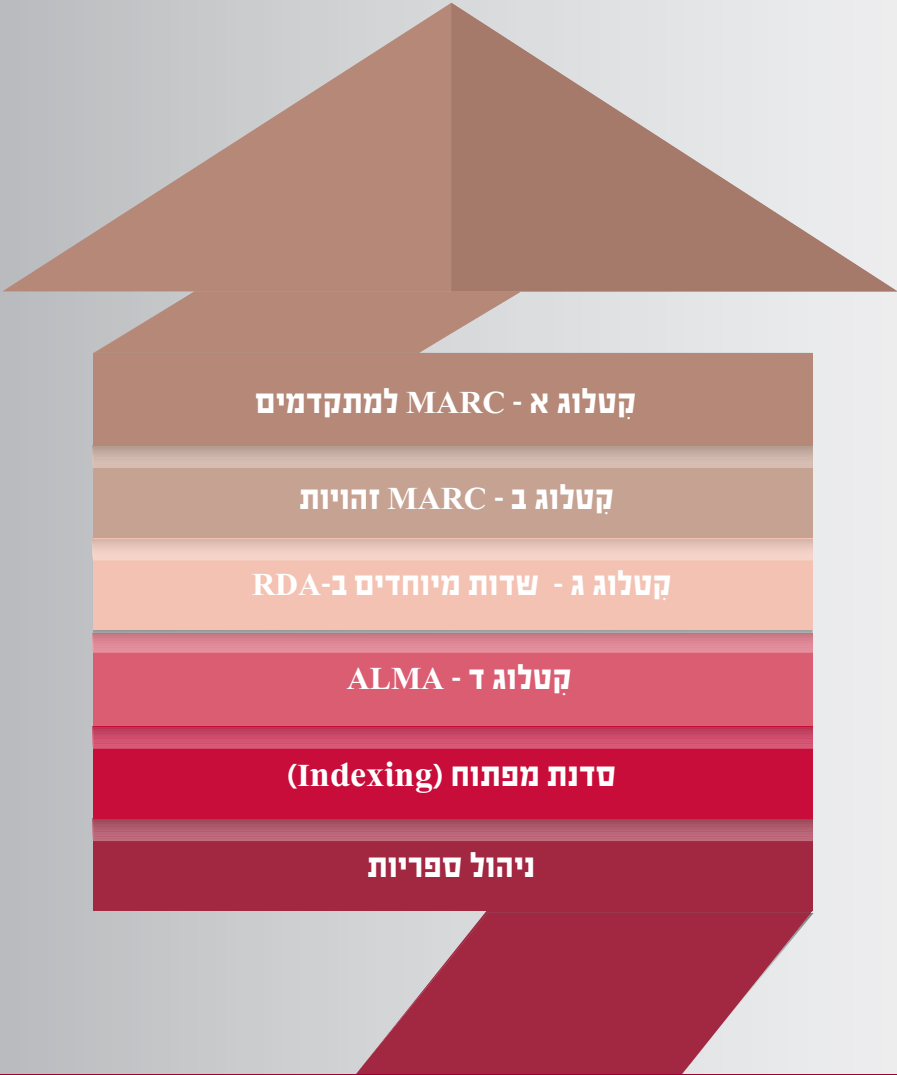 קִטלוג א - MARC למתקדמים
קִטלוג ב - MARC זהויות
קִטלוג ג - שדות מיוחדים ב-RDA
קִטלוג ד - ALMA
סדנת מפתוח (Indexing)
ניהול ספריות